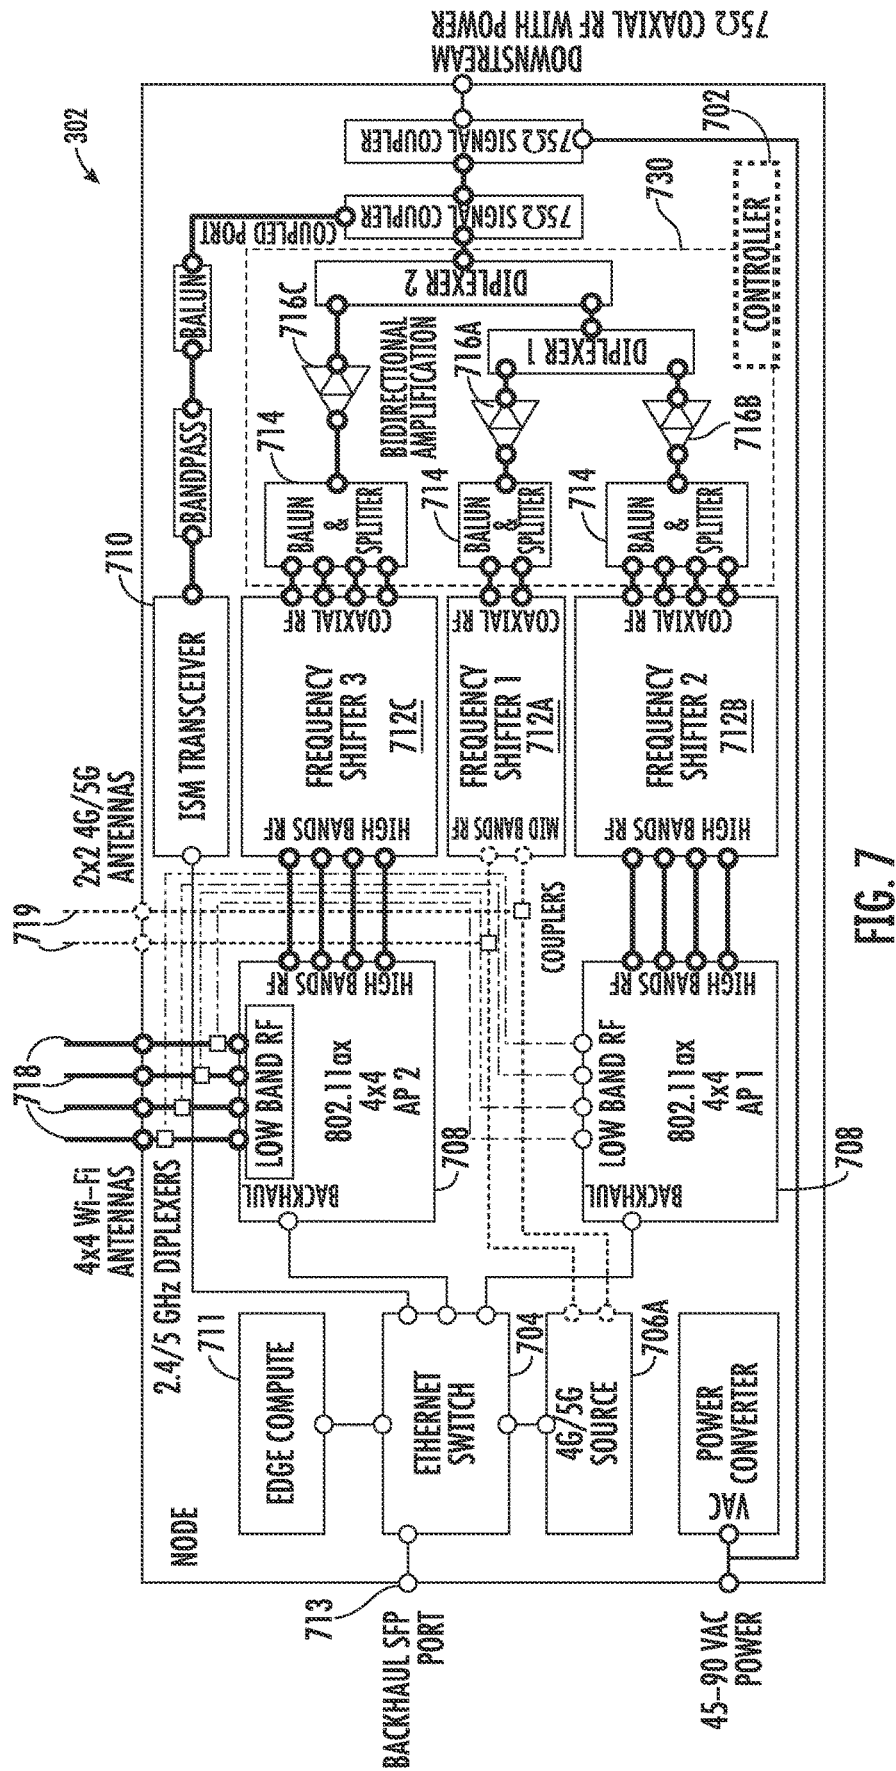 302
NODE
BACKHAUL SFP
PORT
713
45–90 VAC
POWER
EDGE COMPUTE
711
ETHERNET
SWITCH
704
4G/5G
SOURCE
706A
VAC
POWER
CONVERTER
4x4 Wi–Fi
ANTENNAS
2.4/5 GHz DIPLEXERS
718
719
2x2 4G/5G
ANTENNAS
BACKHAUL
LOW BAND RF
HIGH BANDS RF
802.11ax
4x4
AP 2
708
BACKHAUL
LOW BAND RF
HIGH BANDS RF
802.11ax
4x4
AP 1
708
COUPLERS
ISM TRANSCEIVER
710
HIGH BANDS RF
FREQUENCY
SHIFTER 3
712C
COAXIAL RF
MID BANDS RF
FREQUENCY
SHIFTER 1
712A
COAXIAL RF
HIGH BANDS RF
FREQUENCY
SHIFTER 2
712B
COAXIAL RF
BANDPASS
BALUN
COUPLED PORT
BALUN
&
SPLITTER
714
BALUN
&
SPLITTER
714
BALUN
&
SPLITTER
714
BIDIRECTIONAL
AMPLIFICATION
716C
716A
716B
DIPLEXER 1
DIPLEXER 2
75Ω SIGNAL COUPLER
75Ω SIGNAL COUPLER
730
CONTROLLER
702
DOWNSTREAM
75Ω COAXIAL RF WITH POWER
FIG. 7